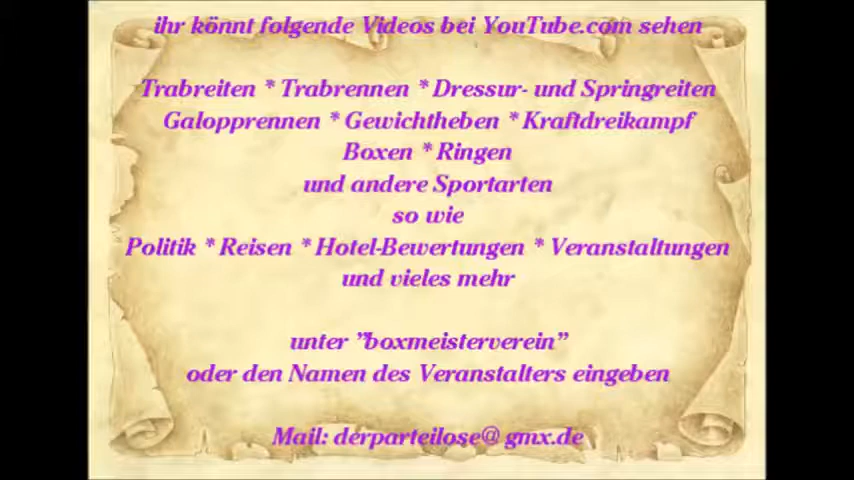 ihr könnt folgende Videos bei YouTube.com sehen
Trabreiten * Trabrennen * Dressur- und Springreiten
Galopprennen * Gewichtheben * Kraftdreikampf
Boxen * Ringen
und andere Sportarten
so wie
Politik * Reisen * Hotel-Bewertungen * Veranstaltungen
und vieles mehr
unter "boxmeisterverein"
oder den Namen des Veranstalters eingeben
Mail: derparteilose@ gmx.de